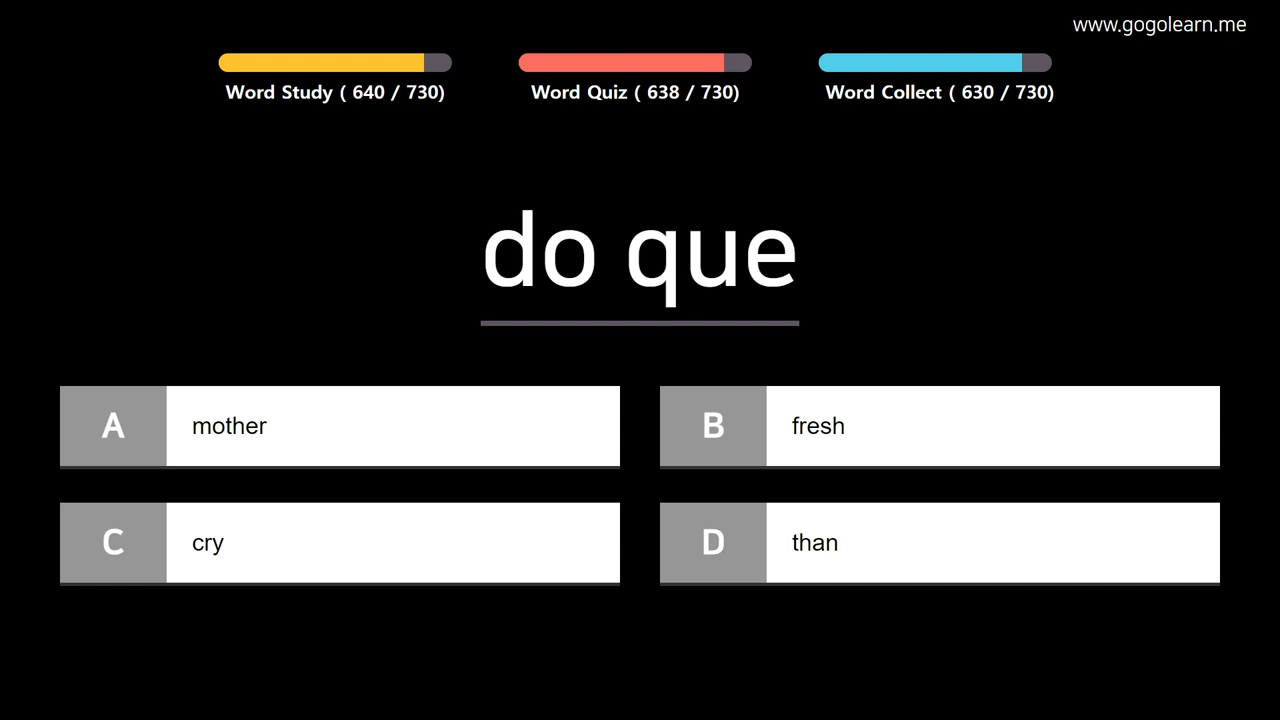 www.gogolearn.me
Word Study ( 640 / 730)
Word Quiz ( 638 / 730)
Word Collect ( 630 / 730)
do que
A mother
B fresh
C cry
D than